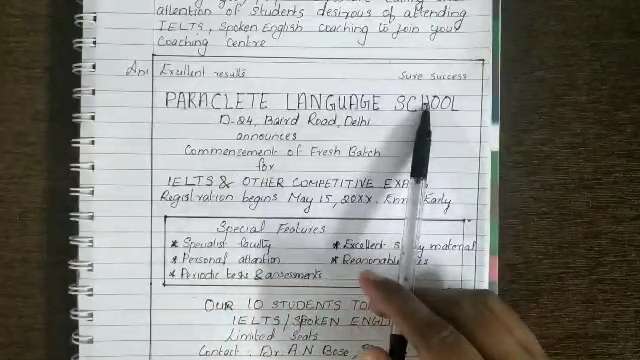 attention of students desirous of attending
IELTS, Spoken English coaching to join your
Coaching Centre
Ans Excellent results Sure success
PARACLETE LANGUAGE SCHOOL
D-24, Baird Road, Delhi
announces
Commencement of Fresh Batch
for
IELTS & OTHER COMPETITIVE
Registration begins May 15, 20XX. Early
Special Features
* Specialist faculty * Excellent material
* Personal attention * Reasonable
* Periodic tests & assessments
OUR 10 STUDENTS
IELTS/SPOKEN
Limited Seats
Contact, Dr. A.N Bose,